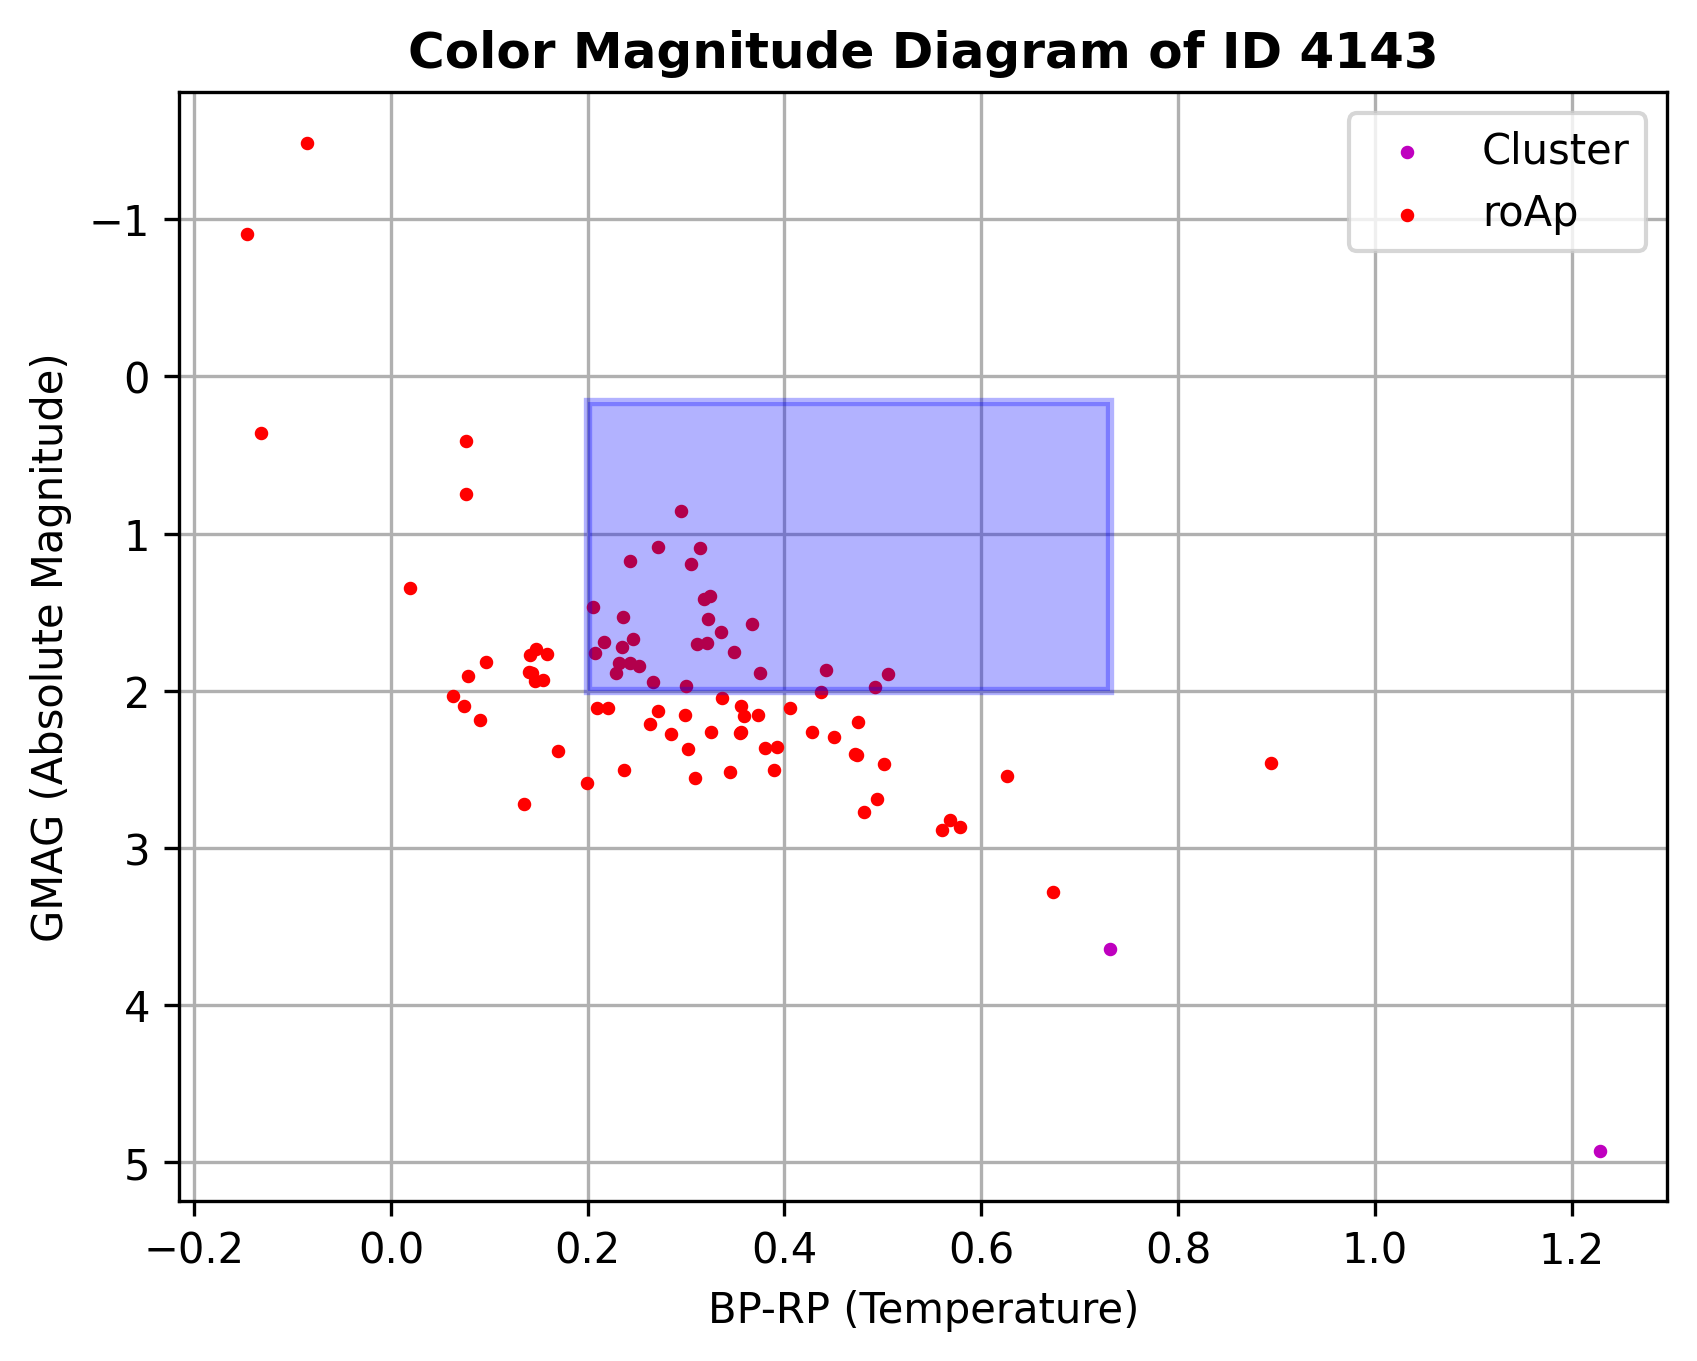 Color Magnitude Diagram of ID 4143
Cluster
roAp
GMAG (Absolute Magnitude)
−1
0
1
2
3
4
5
−0.2 0.0 0.2 0.4 0.6 0.8 1.0 1.2
BP-RP (Temperature)